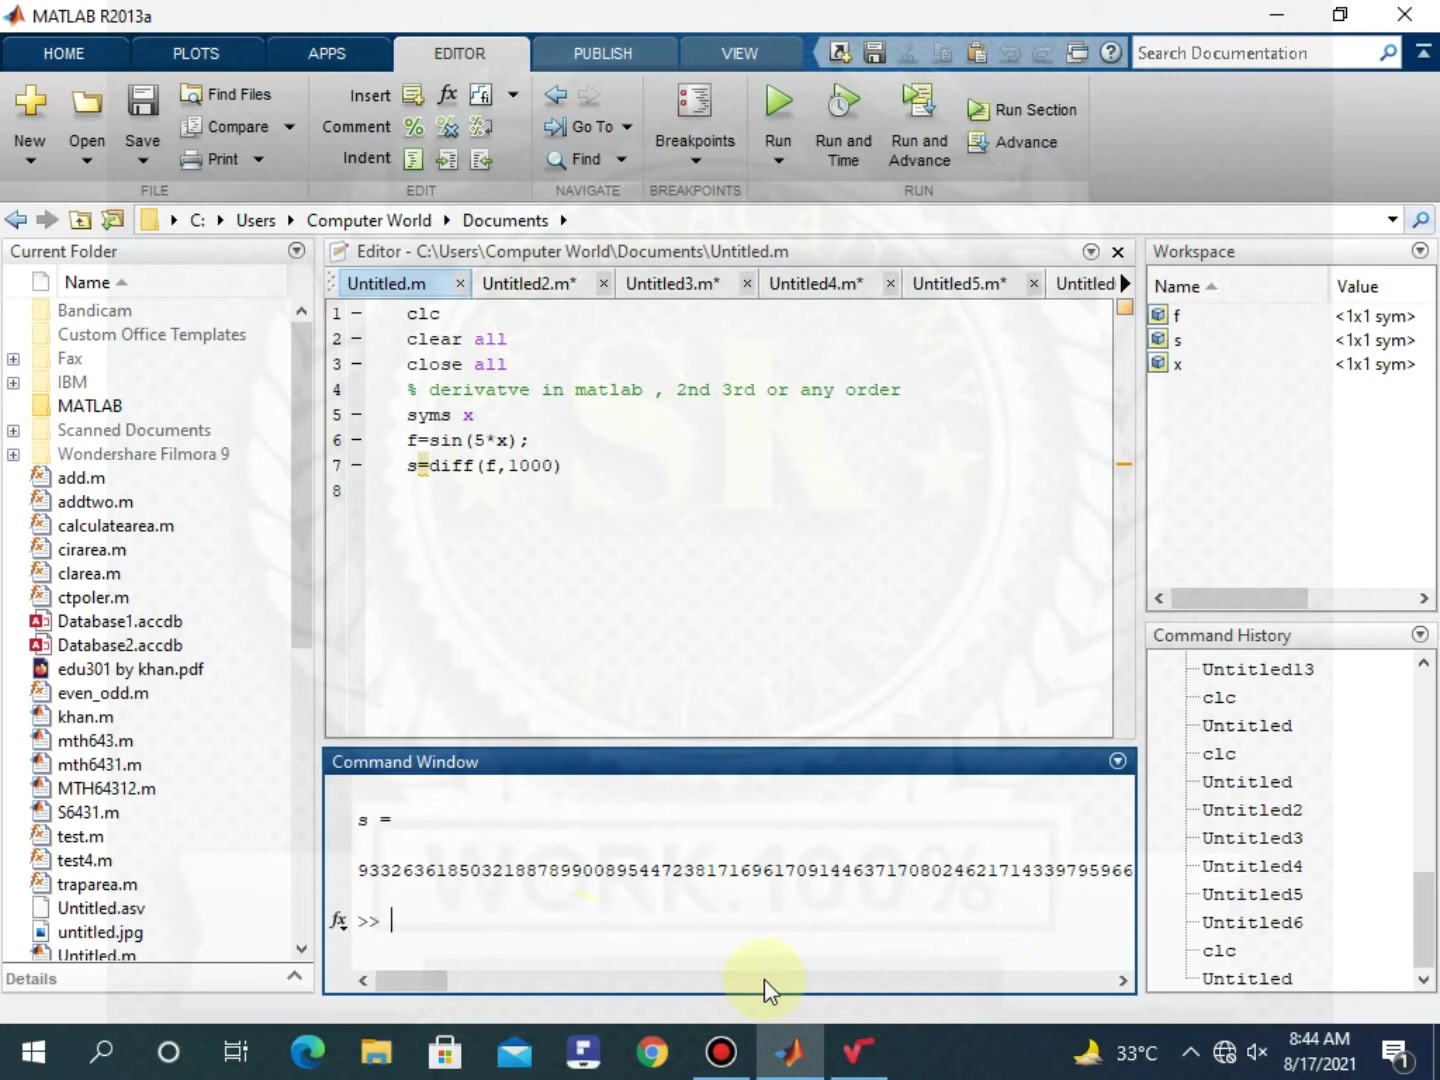 MATLAB R2013a
HOME PLOTS APPS EDITOR PUBLISH VIEW Search Documentation
New Open Save Find Files Compare Print
FILE
Insert fx
Comment
Indent
EDIT
Go To
Find
NAVIGATE
Breakpoints
BREAKPOINTS
Run Run and Time Run and Advance Run Section Advance
RUN
C: Users Computer World Documents
Current Folder
Name
Bandicam
Custom Office Templates
Fax
IBM
MATLAB
Scanned Documents
Wondershare Filmora 9
add.m
addtwo.m
calculatearea.m
cirarea.m
clarea.m
ctpoler.m
Database1.accdb
Database2.accdb
edu301 by khan.pdf
even_odd.m
khan.m
mth643.m
mth6431.m
MTH64312.m
S6431.m
test.m
test4.m
traparea.m
Untitled.asv
untitled.jpg
Untitled.m
Details
Editor - C:\Users\Computer World\Documents\Untitled.m
Untitled.m Untitled2.m* Untitled3.m* Untitled4.m* Untitled5.m* Untitled
1 – clc
2 – clear all
3 – close all
4 % derivatve in matlab , 2nd 3rd or any order
5 – syms x
6 – f=sin(5*x);
7 – s=diff(f,1000)
8
Command Window
s =
9332636185032188789900895447238171696170914463717080246217143397959 66
fx >>
Workspace
Name Value
f <1x1 sym>
s <1x1 sym>
x <1x1 sym>
Command History
Untitled13
clc
Untitled
clc
Untitled
Untitled2
Untitled3
Untitled4
Untitled5
Untitled6
clc
Untitled
SK
WORK.100%
33°C
8:44 AM
8/17/2021
1